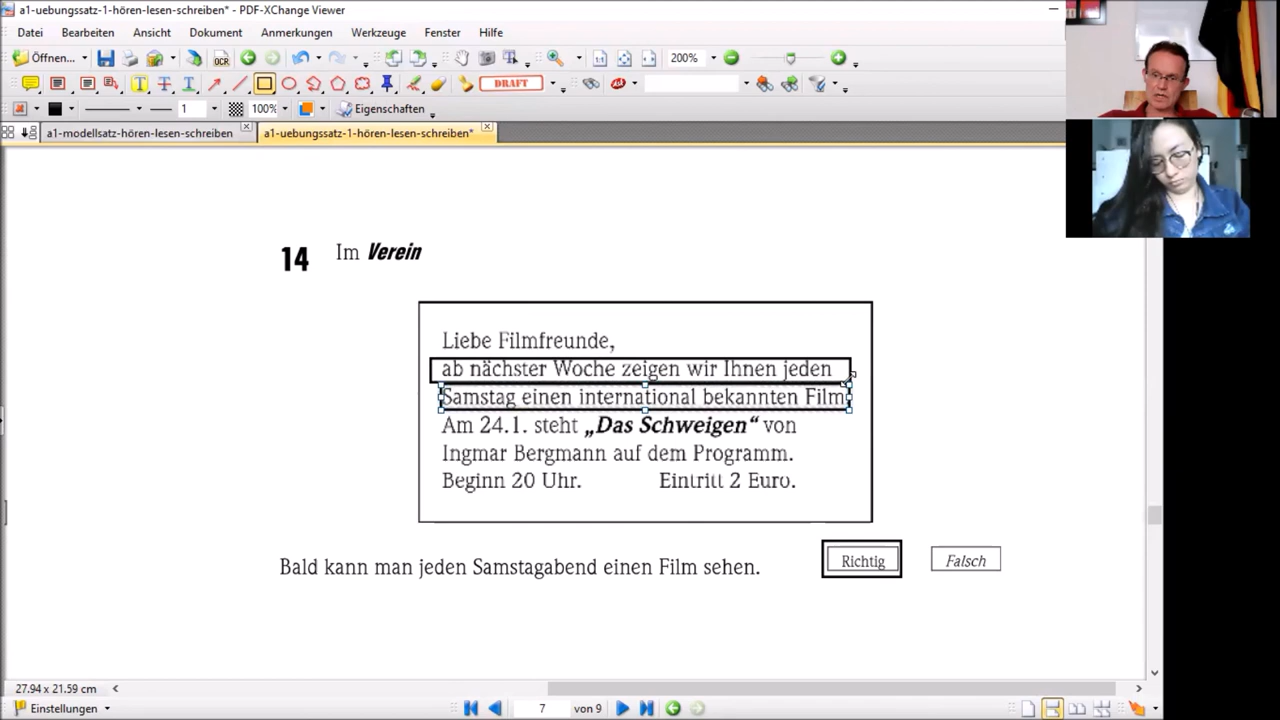 a1-uebungssatz-1-hören-lesen-schreiben* - PDF-XChange Viewer
Datei Bearbeiten Ansicht Dokument Anmerkungen Werkzeuge Fenster Hilfe
Öffnen... OCR 200%
DRAFT
1 100% Eigenschaften
a1-modellsatz-hören-lesen-schreiben a1-uebungssatz-1-hören-lesen-schreiben*
14 Im Verein
Liebe Filmfreunde,
ab nächster Woche zeigen wir Ihnen jeden
Samstag einen international bekannten Film
Am 24.1. steht „Das Schweigen“ von
Ingmar Bergmann auf dem Programm.
Beginn 20 Uhr. Eintritt 2 Euro.
Bald kann man jeden Samstagabend einen Film sehen. Richtig Falsch
27.94 x 21.59 cm
Einstellungen 7 von 9